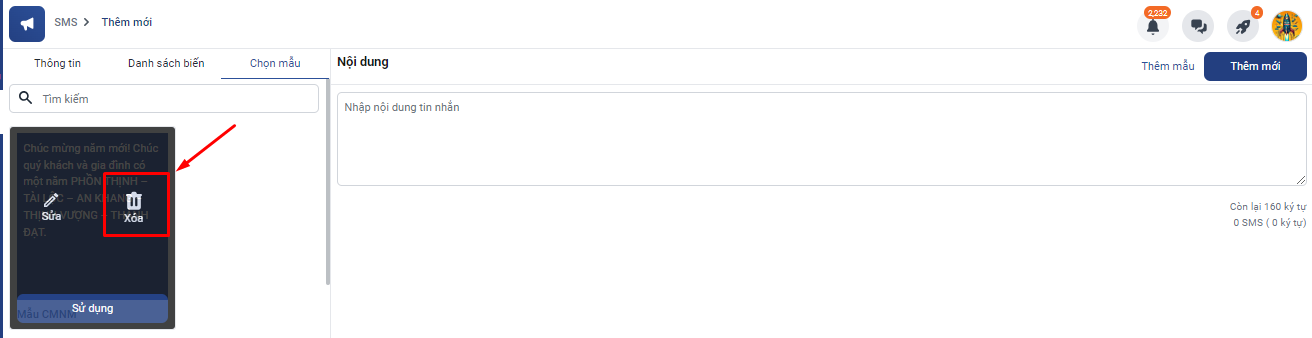 SMS > Thêm mới
2,232
4
Thông tin
Danh sách biến
Chọn mẫu
Nội dung
Thêm mẫu
Thêm mới
Tìm kiếm
Nhập nội dung tin nhắn
Chúc mừng năm mới! Chúc
quý khách và gia đình có
một năm PHỒN THỊNH –
TÀI LỘC – AN KHANG
THỊNH VƯỢNG – THÀNH
ĐẠT.
Sửa
Xóa
Sử dụng
Mẫu CMNM
Còn lại 160 ký tự
0 SMS ( 0 ký tự)